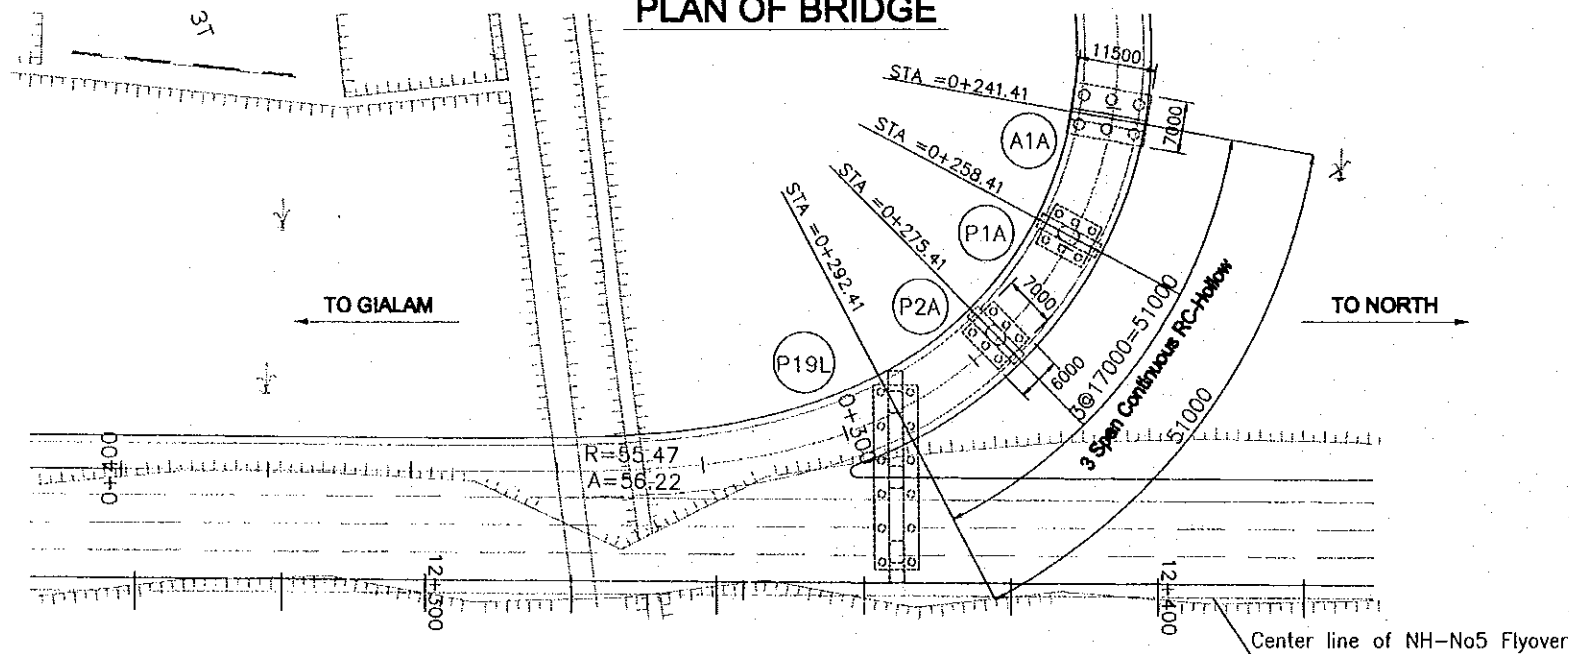 PLAN OF BRIDGE
3T
11500
STA =0+241.41
7000
A1A
STA =0+258.41
P1A
STA =0+275.41
7000
P2A
STA =0+292.41
P19L
TO GIALAM
TO NORTH
6000
3@17000=51000
3 Span Continuous RC-Hollow
51000
0+300
R=55.47
A=56.22
0+400
12+500
12+400
Center line of NH-No5 Flyover